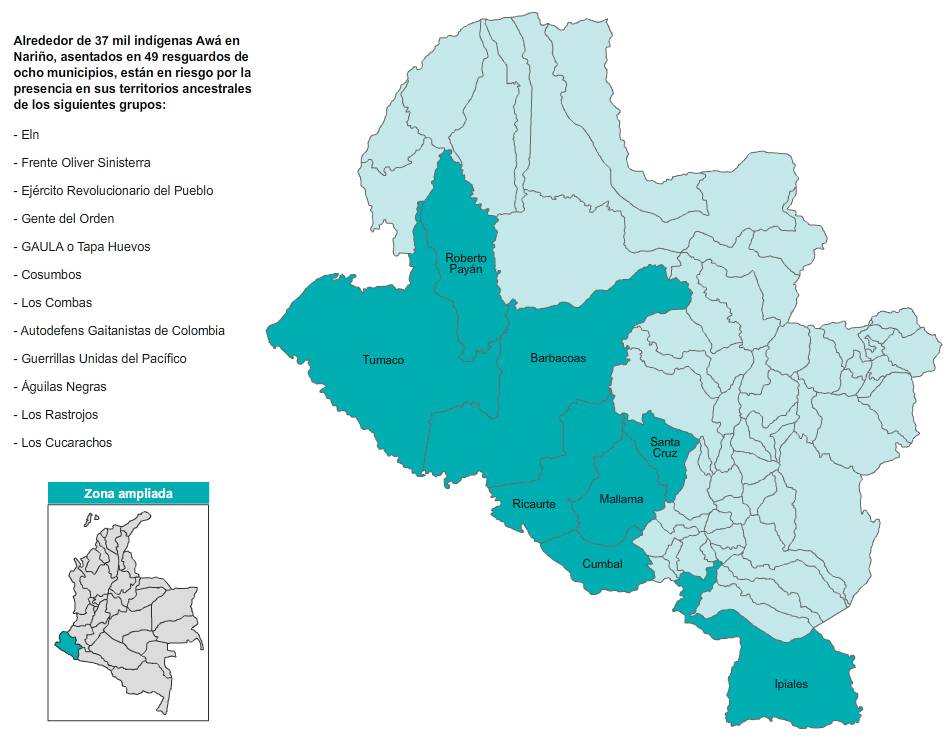 Alrededor de 37 mil indígenas Awá en
Nariño, asentados en 49 resguardos de
ocho municipios, están en riesgo por la
presencia en sus territorios ancestrales
de los siguientes grupos:
- Eln
- Frente Oliver Sinisterra
- Ejército Revolucionario del Pueblo
- Gente del Orden
- GAULA o Tapa Huevos
- Cosumbos
- Los Combas
- Autodefens Gaitanistas de Colombia
- Guerrillas Unidas del Pacífico
- Águilas Negras
- Los Rastrojos
- Los Cucarachos
Zona ampliada
Roberto
Payán
Tumaco
Barbacoas
Santa
Cruz
Ricaurte
Mallama
Cumbal
Ipiales